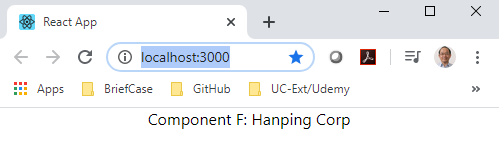 React App
localhost:3000
Apps BriefCase GitHub UC-Ext/Udemy »
Component F: Hanping Corp